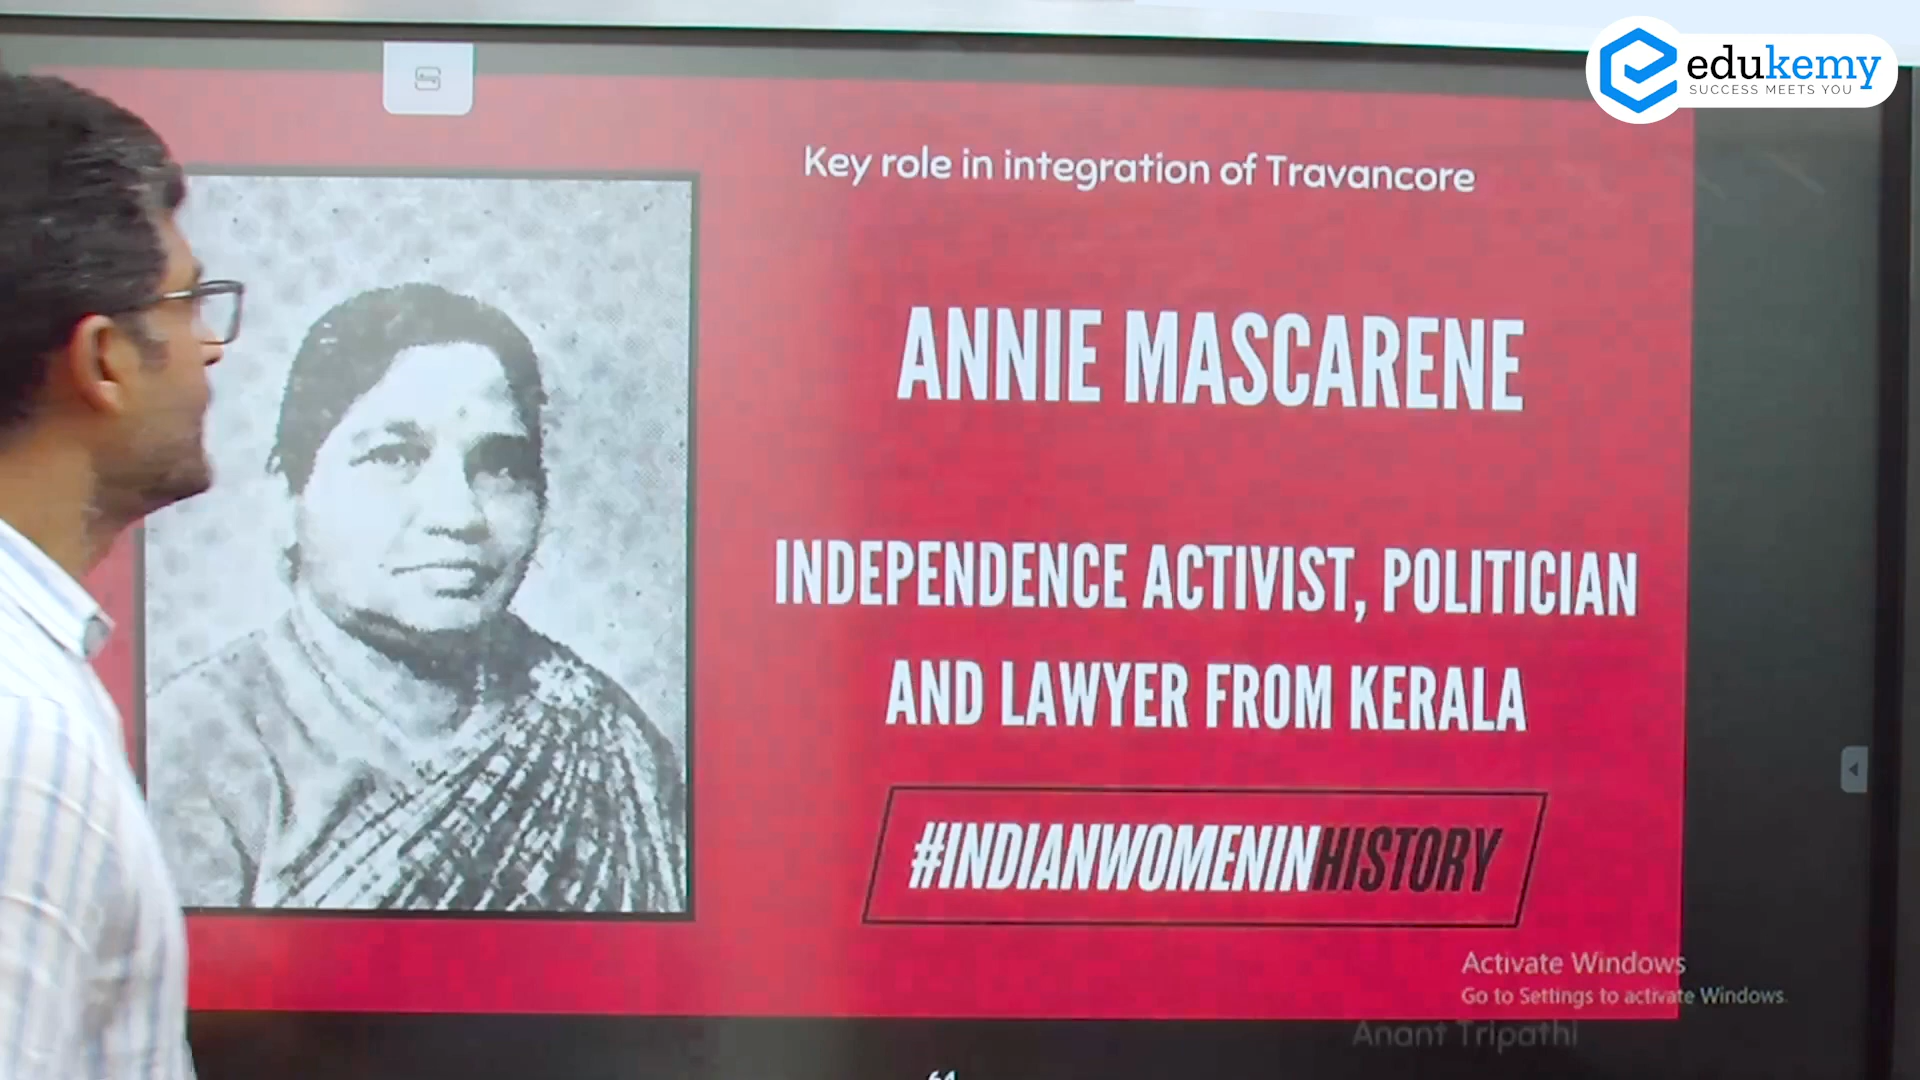 edukemy
SUCCESS MEETS YOU
Key role in integration of Travancore
ANNIE MASCARENE
INDEPENDENCE ACTIVIST, POLITICIAN
AND LAWYER FROM KERALA
#INDIANWOMENINHISTORY
Activate Windows
Go to Settings to activate Windows.
Anant Tripathi